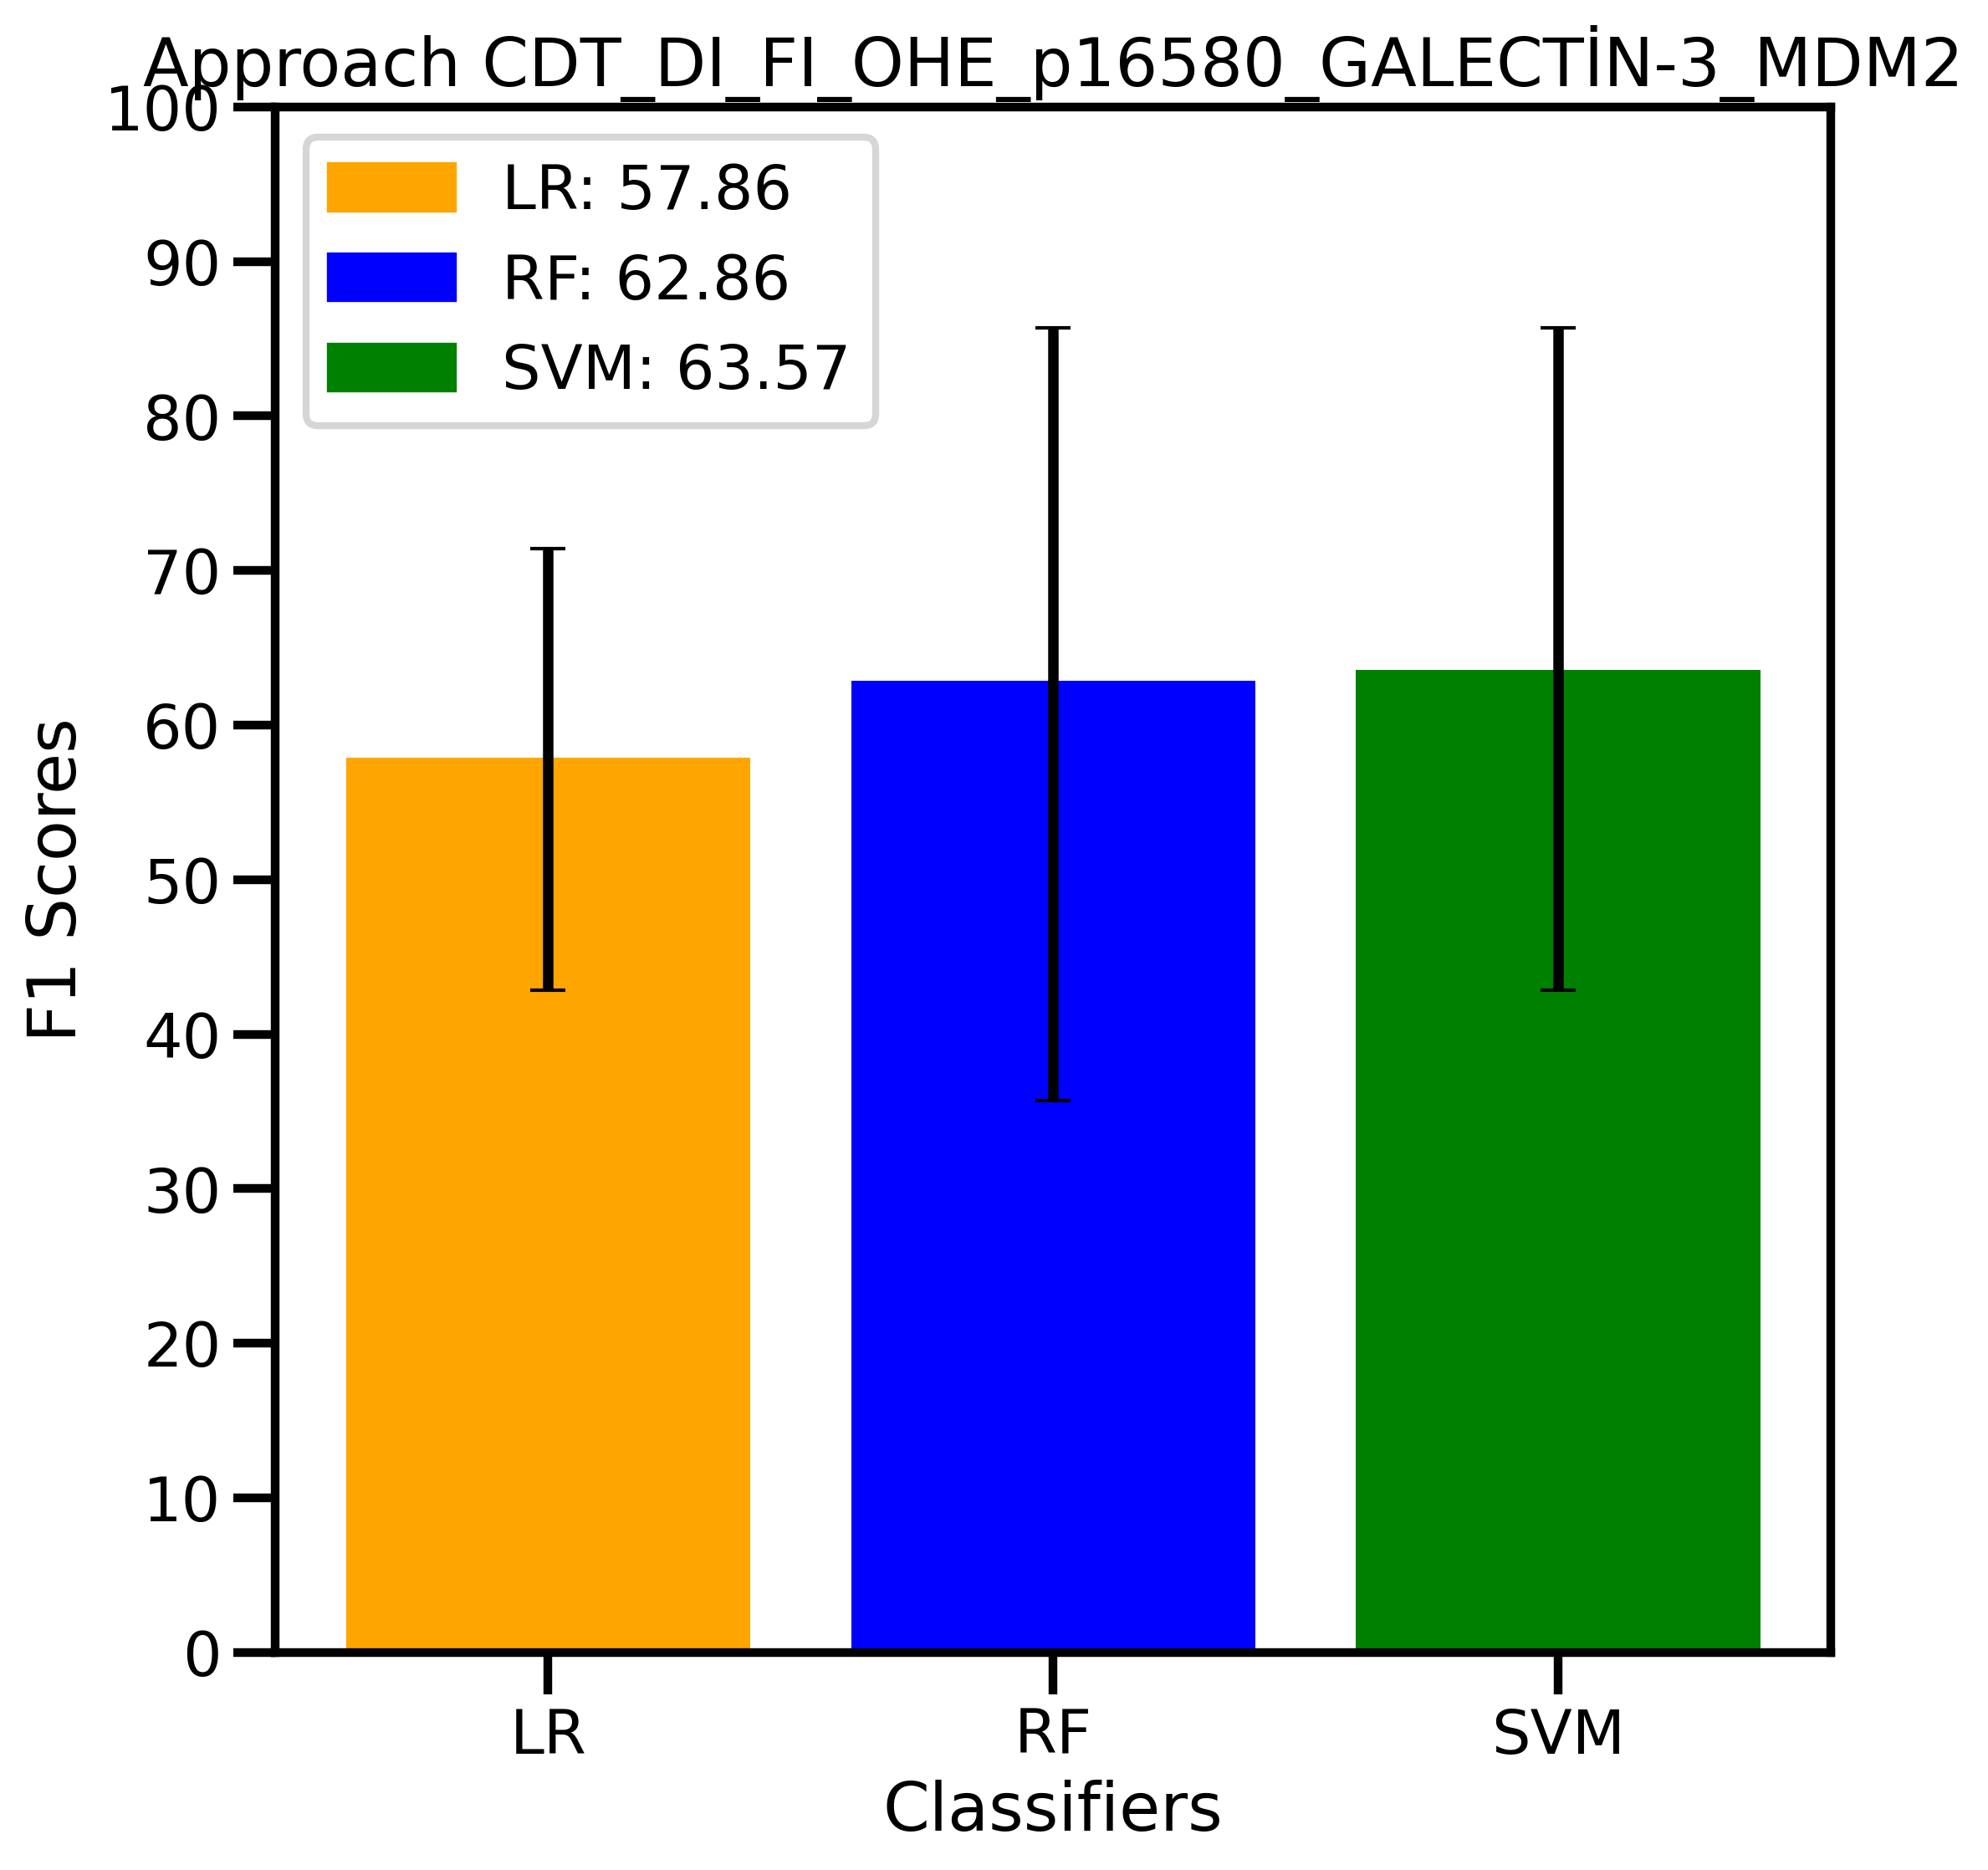 Approach CDT_DI_FI_OHE_p16580_GALECTİN-3_MDM2
LR: 57.86
RF: 62.86
SVM: 63.57
100
90
80
70
60
50
40
30
20
10
0
F1 Scores
LR
RF
SVM
Classifiers